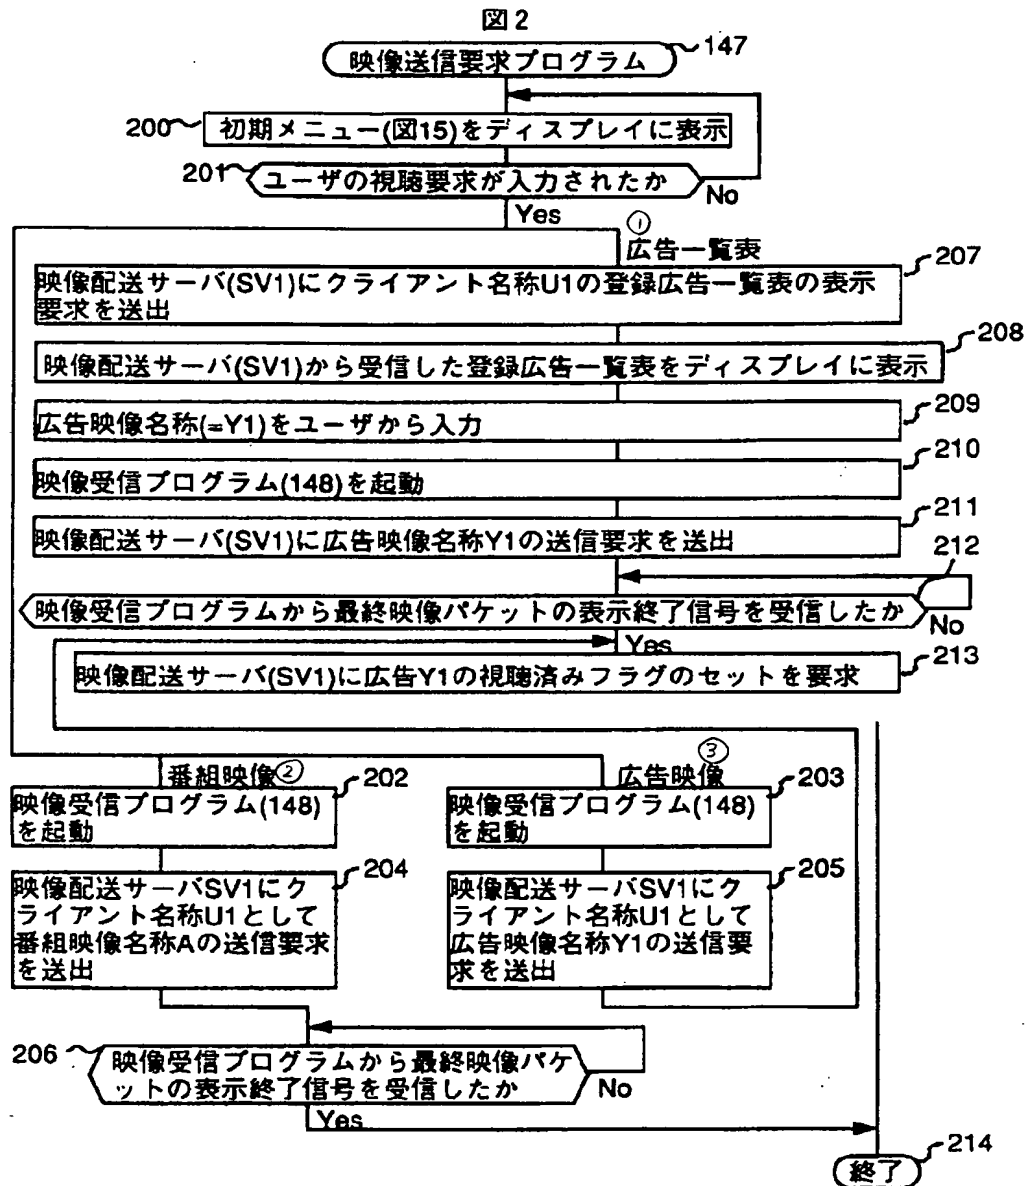 図2
映像送信要求プログラム
147
200
初期メニュー(図15)をディスプレイに表示
201
ユーザの視聴要求が入力されたか
No
Yes
①
広告一覧表
207
映像配送サーバ(SV1)にクライアント名称U1の登録広告一覧表の表示
要求を送出
208
映像配送サーバ(SV1)から受信した登録広告一覧表をディスプレイに表示
209
広告映像名称(=Y1)をユーザから入力
210
映像受信プログラム(148)を起動
211
映像配送サーバ(SV1)に広告映像名称Y1の送信要求を送出
212
映像受信プログラムから最終映像パケットの表示終了信号を受信したか
No
Yes
213
映像配送サーバ(SV1)に広告Y1の視聴済みフラグのセットを要求
番組映像②
202
映像受信プログラム(148)
を起動
204
映像配送サーバSV1にク
ライアント名称U1として
番組映像名称Aの送信要求
を送出
③
広告映像
203
映像受信プログラム(148)
を起動
205
映像配送サーバSV1にク
ライアント名称U1として
広告映像名称Y1の送信要
求を送出
206
映像受信プログラムから最終映像パケ
ットの表示終了信号を受信したか
No
Yes
214
終了